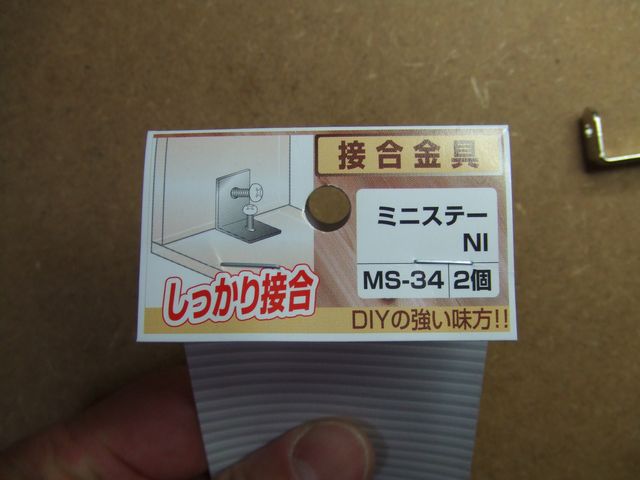 接合金具
ミニステー
NI
MS-34 2個
しっかり接合
DIYの強い味方!!